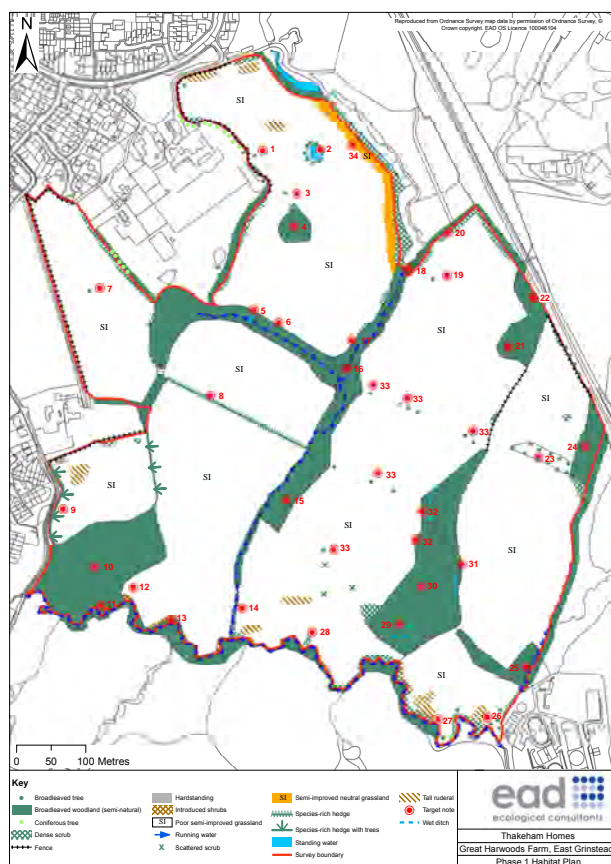 Reproduced from Ordnance Survey map data by permission of Ordnance Survey, ©
Crown copyright. EAD OS Licence 100046104
N
SI
1
2
34
SI
3
4
SI
20
18
19
7
SI
5
6
22
SI
16
21
33
33
8
SI
SI
33
24
23
SI
33
SI
15
32
9
SI
32
33
31
SI
10
12
30
11
13
14
29
28
25
SI
27
26
0 50 100 Metres
Key
Broadleaved tree
Broadleaved woodland (semi-natural)
Coniferous tree
Dense scrub
Fence
Hardstanding
Introduced shrubs
SI Poor semi-improved grassland
Running water
Scattered scrub
SI Semi-improved neutral grassland
Species-rich hedge
Species-rich hedge with trees
Standing water
Survey boundary
Tall ruderal
Target note
Wet ditch
ead
ecological consultants
Thakeham Homes
Great Harwoods Farm, East Grinstead
Phase 1 Habitat Plan